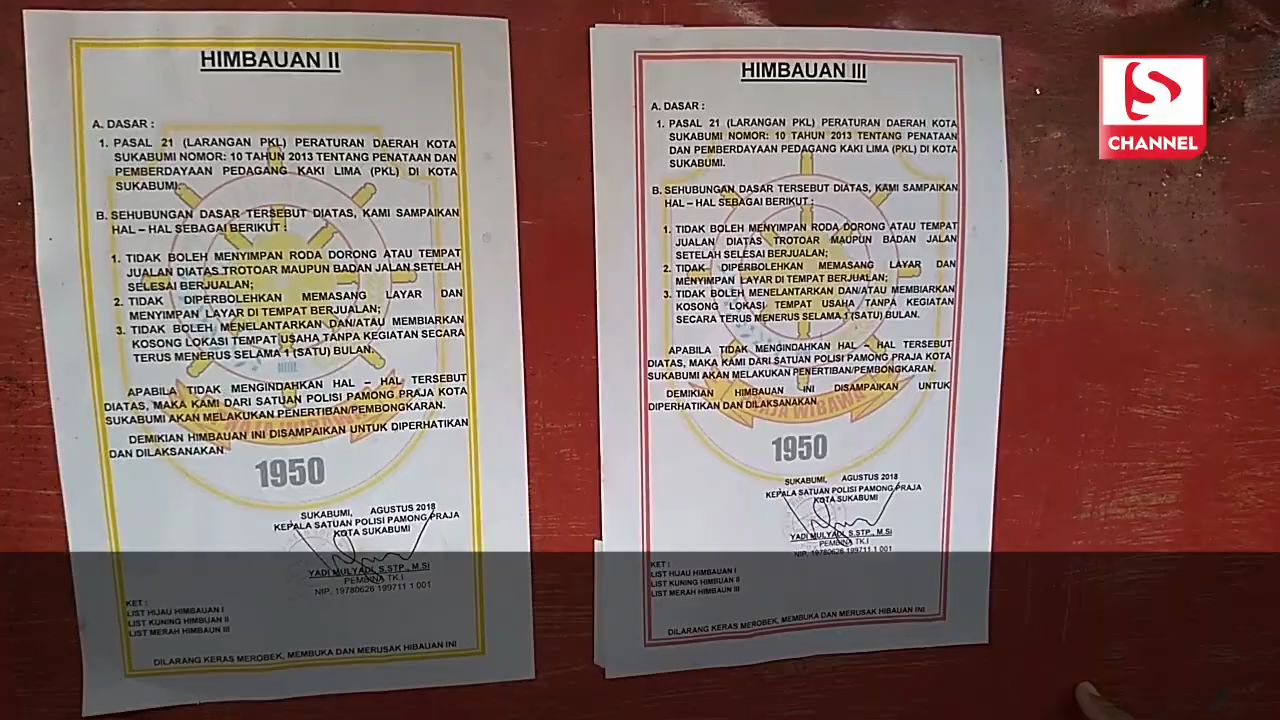 HIMBAUAN II
A. DASAR :
1. PASAL 21 (LARANGAN PKL) PERATURAN DAERAH KOTA
SUKABUMI NOMOR: 10 TAHUN 2013 TENTANG PENATAAN DAN
PEMBERDAYAAN PEDAGANG KAKI LIMA (PKL) DI KOTA
SUKABUMI.
B. SEHUBUNGAN DASAR TERSEBUT DIATAS, KAMI SAMPAIKAN
HAL – HAL SEBAGAI BERIKUT :
1. TIDAK BOLEH MENYIMPAN RODA DORONG ATAU TEMPAT
JUALAN DIATAS TROTOAR MAUPUN BADAN JALAN SETELAH
SELESAI BERJUALAN;
2. TIDAK DIPERBOLEHKAN MEMASANG LAYAR DAN
MENYIMPAN LAYAR DI TEMPAT BERJUALAN;
3. TIDAK BOLEH MENELANTARKAN DAN/ATAU MEMBIARKAN
KOSONG LOKASI TEMPAT USAHA TANPA KEGIATAN SECARA
TERUS MENERUS SELAMA 1 (SATU) BULAN.
APABILA TIDAK MENGINDAHKAN HAL – HAL TERSEBUT
DIATAS, MAKA KAMI DARI SATUAN POLISI PAMONG PRAJA KOTA
SUKABUMI AKAN MELAKUKAN PENERTIBAN/PEMBONGKARAN.
DEMIKIAN HIMBAUAN INI DISAMPAIKAN UNTUK DIPERHATIKAN
DAN DILAKSANAKAN
1950
SUKABUMI, AGUSTUS 2018
KEPALA SATUAN POLISI PAMONG PRAJA
KOTA SUKABUMI
YADI MULYADI, S.STP., M.Si
PEMBINA TK.I
NIP. 19780626 199711 1 001
KET :
LIST HIJAU HIMBAUAN I
LIST KUNING HIMBUAN II
LIST MERAH HIMBAUN III
DILARANG KERAS MEROBEK, MEMBUKA DAN MERUSAK HIBAUAN INI
HIMBAUAN III
A. DASAR :
1. PASAL 21 (LARANGAN PKL) PERATURAN DAERAH KOTA
SUKABUMI NOMOR: 10 TAHUN 2013 TENTANG PENATAAN
DAN PEMBERDAYAAN PEDAGANG KAKI LIMA (PKL) DI KOTA
SUKABUMI.
B. SEHUBUNGAN DASAR TERSEBUT DIATAS, KAMI SAMPAIKAN
HAL – HAL SEBAGAI BERIKUT :
1. TIDAK BOLEH MENYIMPAN RODA DORONG ATAU TEMPAT
JUALAN DIATAS TROTOAR MAUPUN BADAN JALAN
SETELAH SELESAI BERJUALAN;
2. TIDAK DIPERBOLEHKAN MEMASANG LAYAR DAN
MENYIMPAN LAYAR DI TEMPAT BERJUALAN;
3. TIDAK BOLEH MENELANTARKAN DAN/ATAU MEMBIARKAN
KOSONG LOKASI TEMPAT USAHA TANPA KEGIATAN
SECARA TERUS MENERUS SELAMA 1 (SATU) BULAN.
APABILA TIDAK MENGINDAHKAN HAL – HAL TERSEBUT
DIATAS, MAKA KAMI DARI SATUAN POLISI PAMONG PRAJA KOTA
SUKABUMI AKAN MELAKUKAN PENERTIBAN/PEMBONGKARAN.
DEMIKIAN HIMBAUAN INI DISAMPAIKAN UNTUK
DIPERHATIKAN DAN DILAKSANAKAN
RAJA WIBAWA
1950
SUKABUMI, AGUSTUS 2018
KEPALA SATUAN POLISI PAMONG PRAJA
KOTA SUKABUMI
YADI MULYADI, S.STP., M.Si
PEMBINA TK.I
NIP. 19780626 199711 1 001
KET :
LIST HIJAU HIMBAUAN I
LIST KUNING HIMBUAN II
LIST MERAH HIMBAUN III
DILARANG KERAS MEROBEK, MEMBUKA DAN MERUSAK HIBAUAN INI
S
CHANNEL